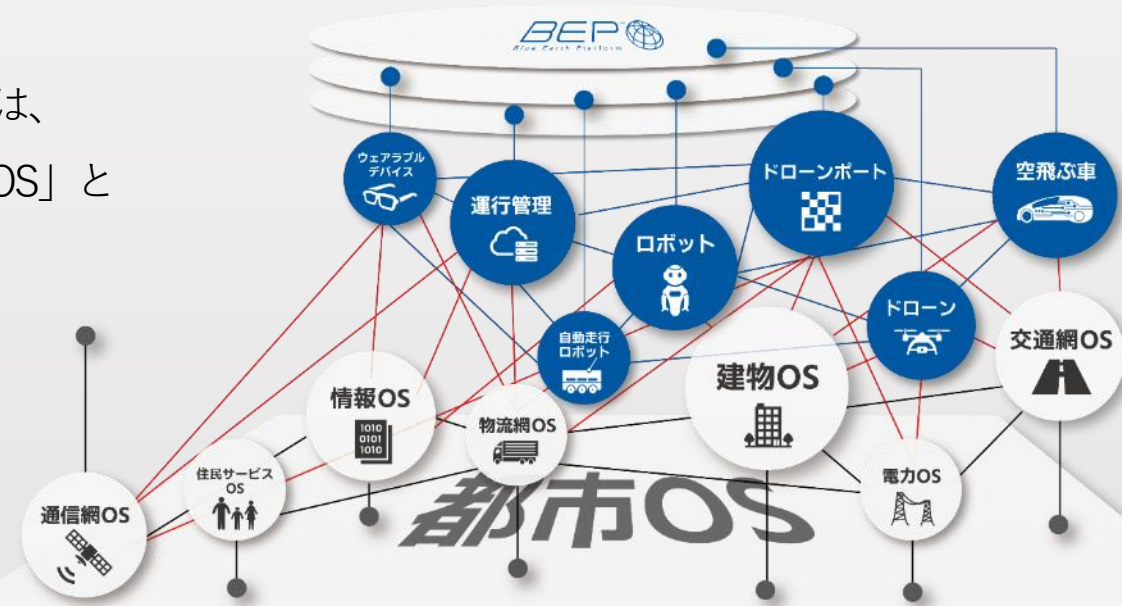 BEP
Blue Earth Platform
は、
OS」と
ウェアラブル
デバイス
運行管理
ロボット
ドローンポート
空飛ぶ車
自動走行
ロボット
ドローン
交通網OS
建物OS
情報OS
1010
0101
1010
物流網OS
住民サービス
OS
電力OS
通信網OS
都市OS